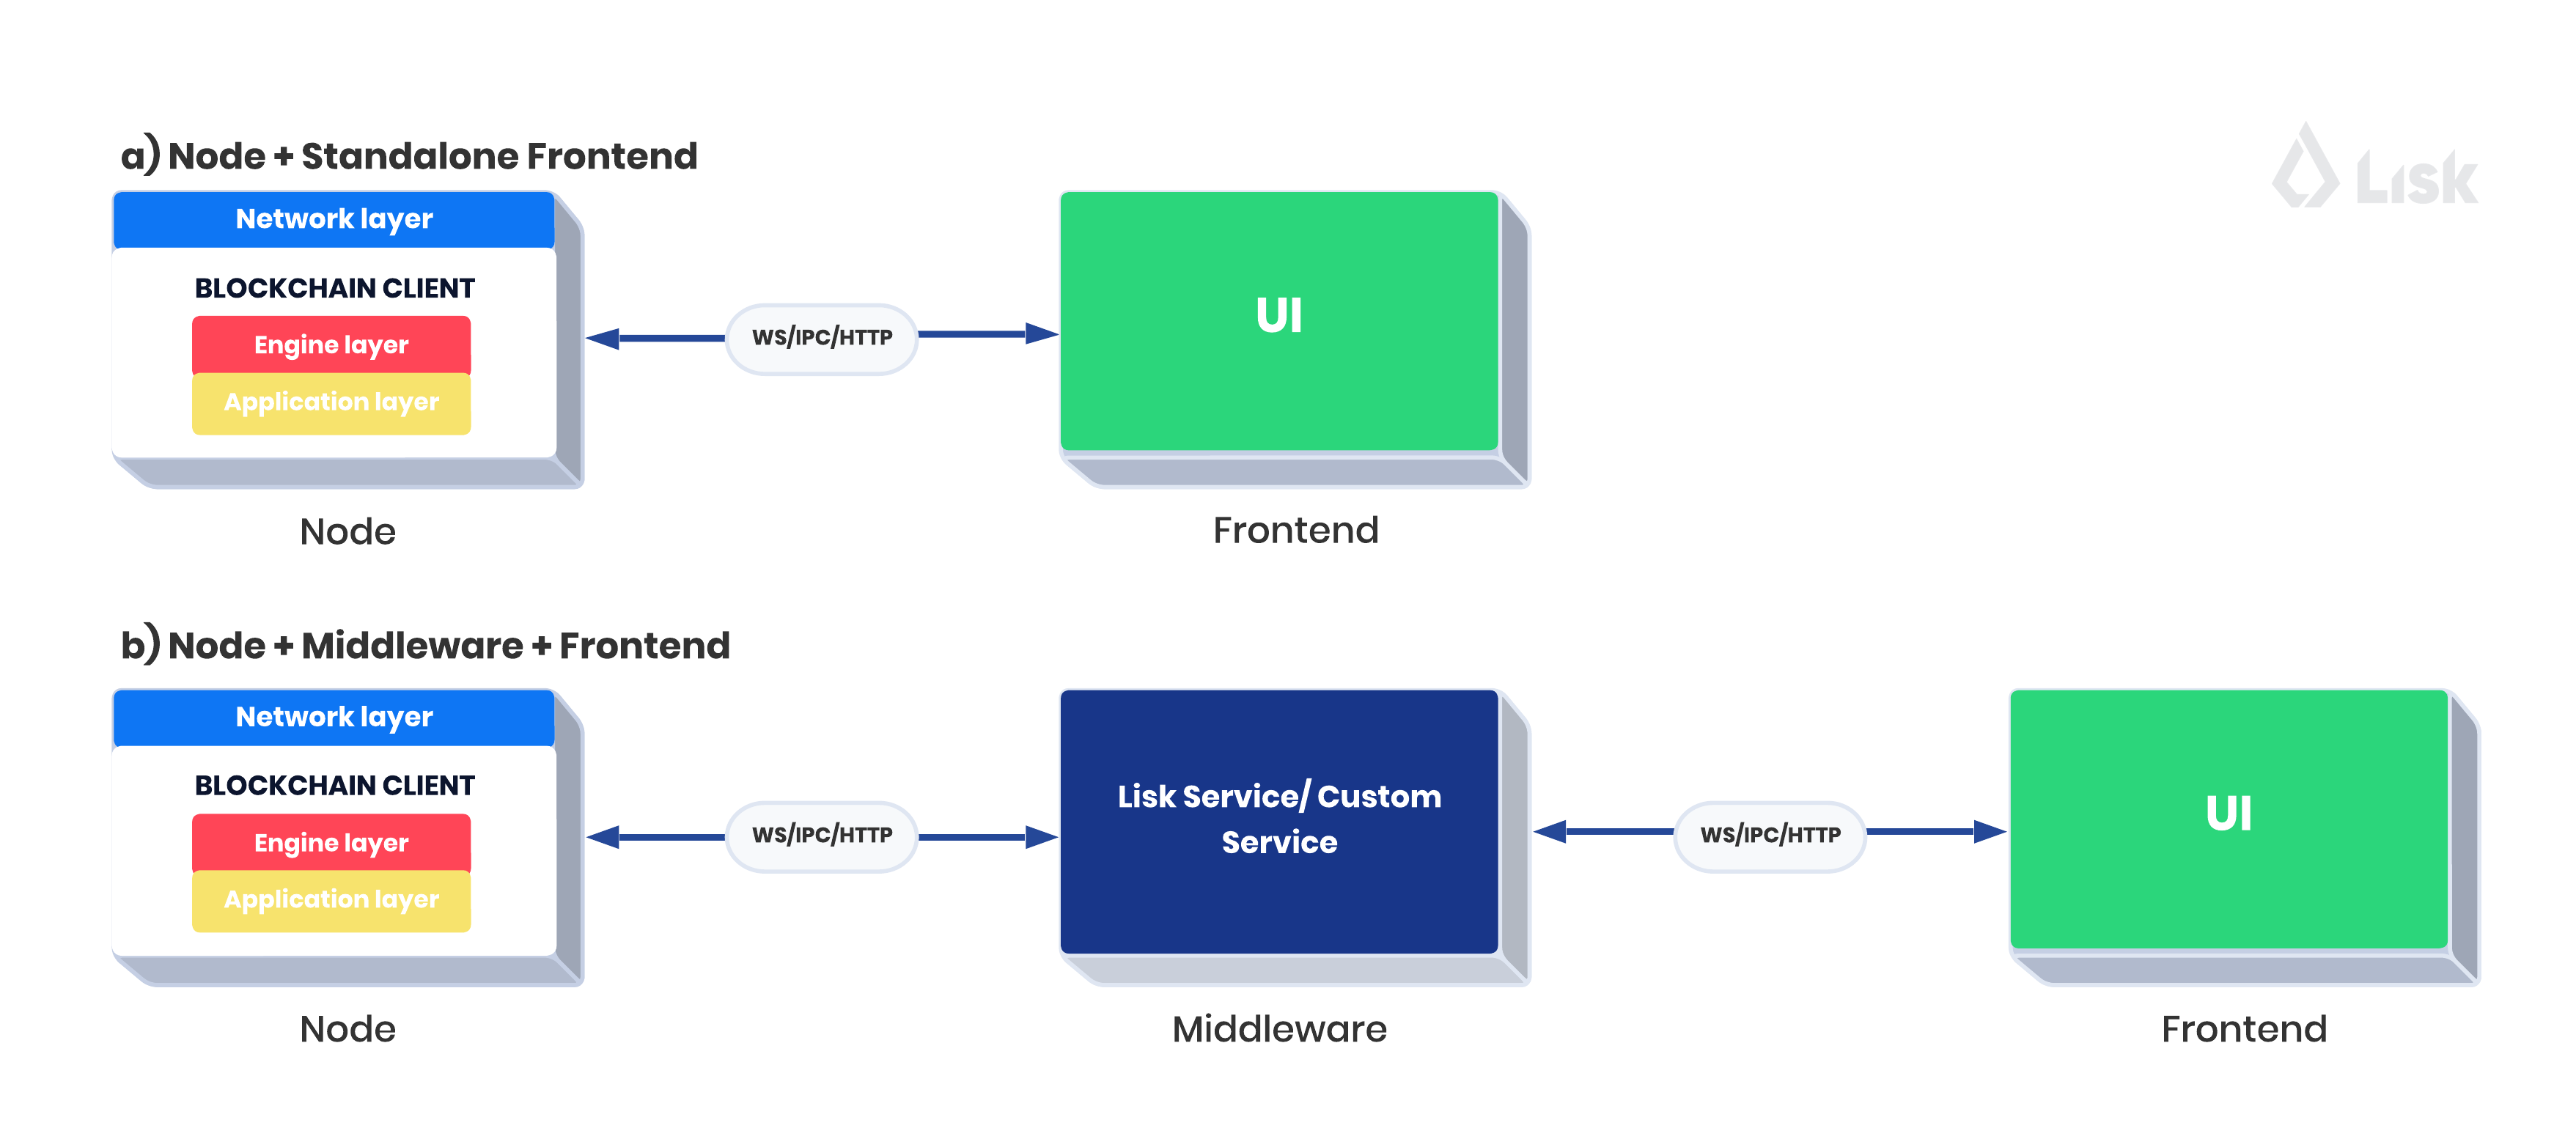 a) Node + Standalone Frontend
Lisk
Network layer
BLOCKCHAIN CLIENT
Engine layer
Application layer
WS/IPC/HTTP
UI
Node
Frontend
b) Node + Middleware + Frontend
Network layer
BLOCKCHAIN CLIENT
Engine layer
Application layer
WS/IPC/HTTP
Lisk Service/ Custom
Service
WS/IPC/HTTP
UI
Node
Middleware
Frontend